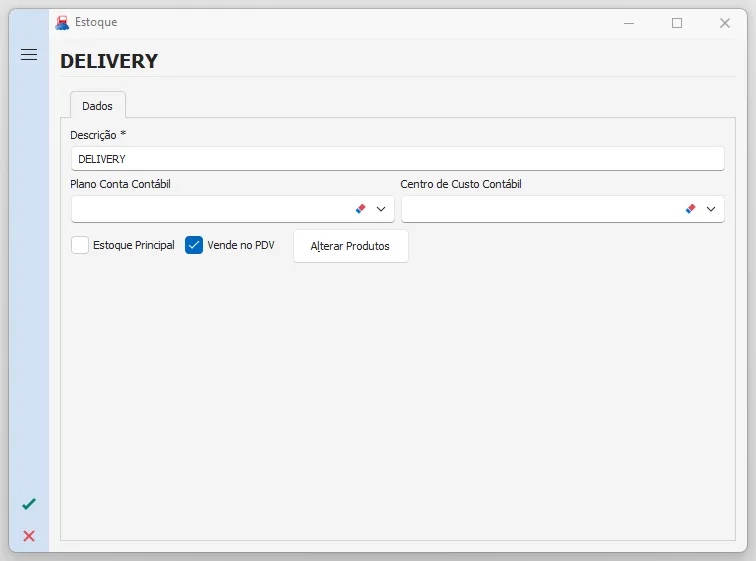 Estoque
DELIVERY
Dados
Descrição *
DELIVERY
Plano Conta Contábil
Centro de Custo Contábil
Estoque Principal
Vende no PDV
Alterar Produtos